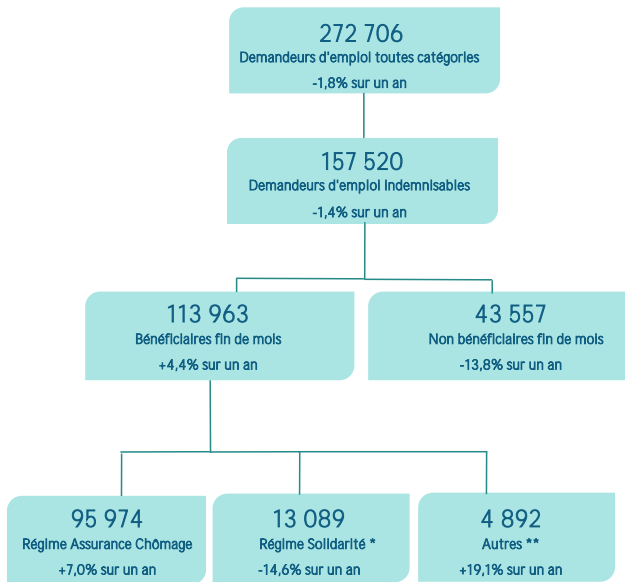 272 706
Demandeurs d'emploi toutes catégories
-1,8% sur un an
157 520
Demandeurs d'emploi Indemnisables
-1,4% sur un an
113 963
Bénéficiaires fin de mois
+4,4% sur un an
43 557
Non bénéficiaires fin de mois
-13,8% sur un an
95 974
Régime Assurance Chômage
+7,0% sur un an
13 089
Régime Solidarité *
-14,6% sur un an
4 892
Autres **
+19,1% sur un an